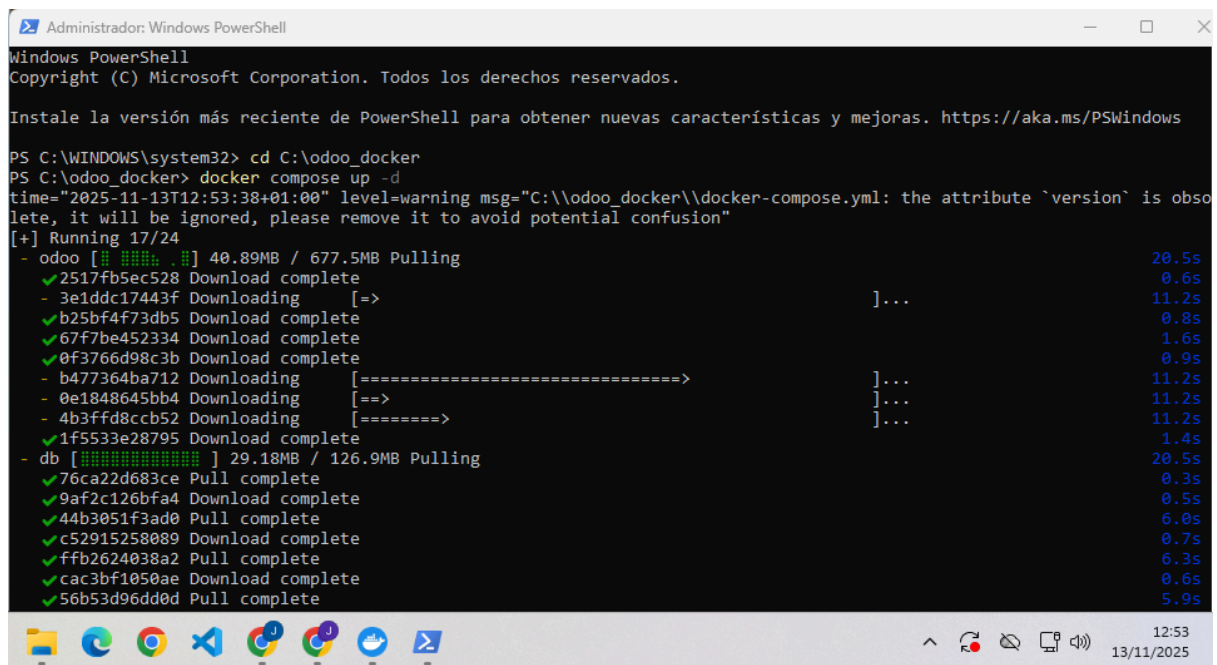 Administrador: Windows PowerShell
Windows PowerShell
Copyright (C) Microsoft Corporation. Todos los derechos reservados.
Instale la versión más reciente de PowerShell para obtener nuevas características y mejoras. https://aka.ms/PSWindows
PS C:\WINDOWS\system32> cd C:\odoo_docker
PS C:\odoo_docker> docker compose up -d
time="2025-11-13T12:53:38+01:00" level=warning msg="C:\\odoo_docker\\docker-compose.yml: the attribute `version` is obso
lete, it will be ignored, please remove it to avoid potential confusion"
[+] Running 17/24
- odoo [⣿ ⣿⣿⣿⣦ ⣀ ⣿] 40.89MB / 677.5MB Pulling 20.5s
✔2517fb5ec528 Download complete 0.6s
- 3e1ddc17443f Downloading [=> ]... 11.2s
✔b25bf4f73db5 Download complete 0.8s
✔67f7be452334 Download complete 1.6s
✔0f3766d98c3b Download complete 0.9s
- b477364ba712 Downloading [================================> ]... 11.2s
- 0e1848645bb4 Downloading [==> ]... 11.2s
- 4b3ffd8ccb52 Downloading [========> ]... 11.2s
✔1f5533e28795 Download complete 1.4s
- db [⣿⣿⣿⣿⣿⣿⣿⣿⣿⣿⣿⣿ ] 29.18MB / 126.9MB Pulling 20.5s
✔76ca22d683ce Pull complete 0.3s
✔9af2c126bfa4 Download complete 0.5s
✔44b3051f3ad0 Pull complete 6.0s
✔c52915258089 Download complete 0.7s
✔ffb2624038a2 Pull complete 6.3s
✔cac3bf1050ae Download complete 0.6s
✔56b53d96dd0d Pull complete 5.9s
J
J
12:53
13/11/2025